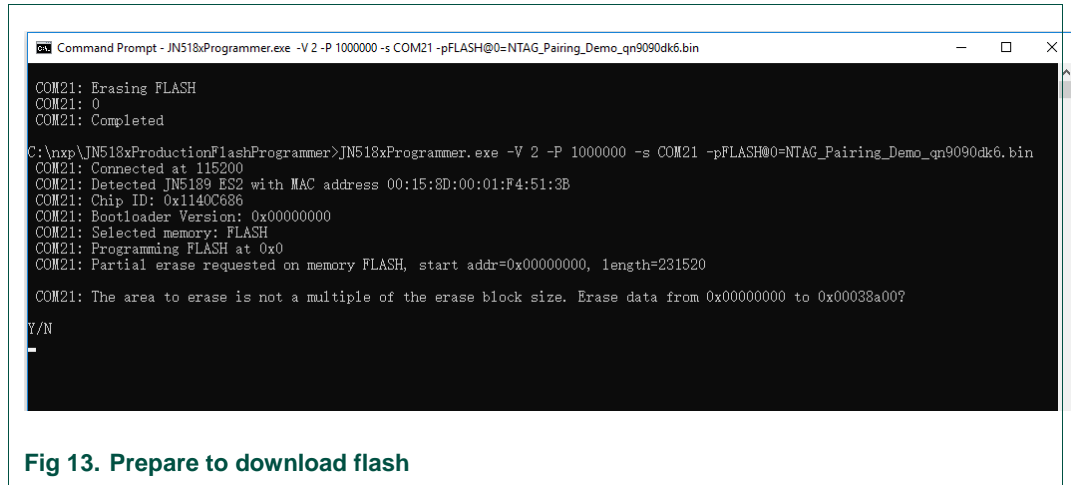 Command Prompt - JN518xProgrammer.exe -V 2 -P 1000000 -s COM21 -pFLASH@0=NTAG_Pairing_Demo_qn9090dk6.bin
COM21: Erasing FLASH
COM21: 0
COM21: Completed
C:\nxp\JN518xProductionFlashProgrammer>JN518xProgrammer.exe -V 2 -P 1000000 -s COM21 -pFLASH@0=NTAG_Pairing_Demo_qn9090dk6.bin
COM21: Connected at 115200
COM21: Detected JN5189 ES2 with MAC address 00:15:8D:00:01:F4:51:3B
COM21: Chip ID: 0x1140C686
COM21: Bootloader Version: 0x00000000
COM21: Selected memory: FLASH
COM21: Programming FLASH at 0x0
COM21: Partial erase requested on memory FLASH, start addr=0x00000000, length=231520
COM21: The area to erase is not a multiple of the erase block size. Erase data from 0x00000000 to 0x00038a00?
Y/N
Fig 13. Prepare to download flash